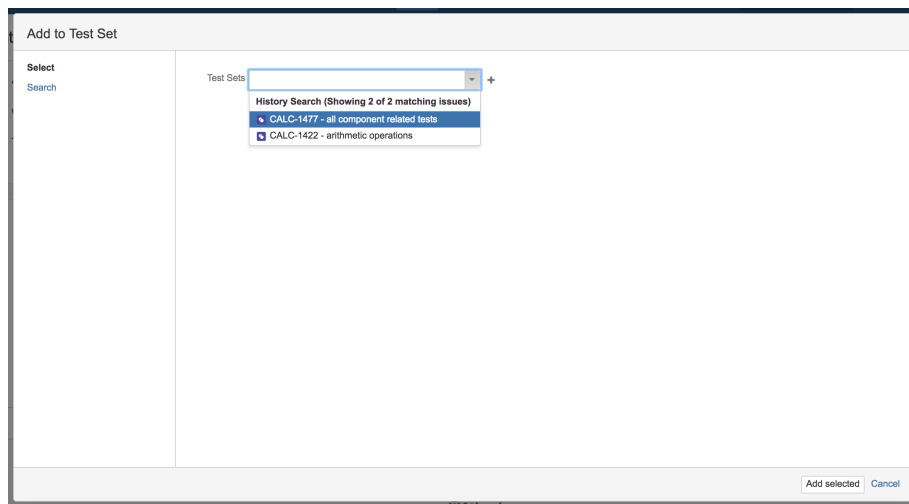 Add to Test Set
Select
Search
Test Sets
History Search (Showing 2 of 2 matching issues)
CALC-1477 - all component related tests
CALC-1422 - arithmetic operations
Add selected Cancel